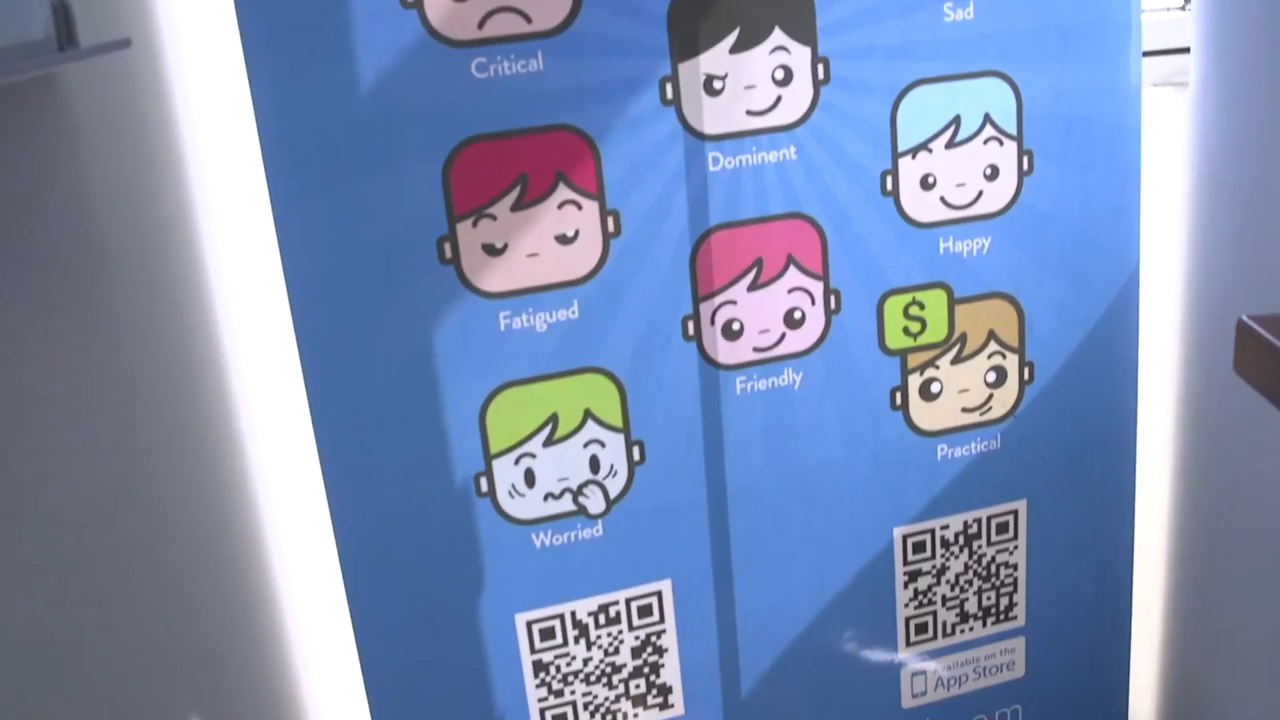 Sad
Critical
Dominent
Happy
Fatigued
$
Friendly
Practical
Worried
Available on the
App Store